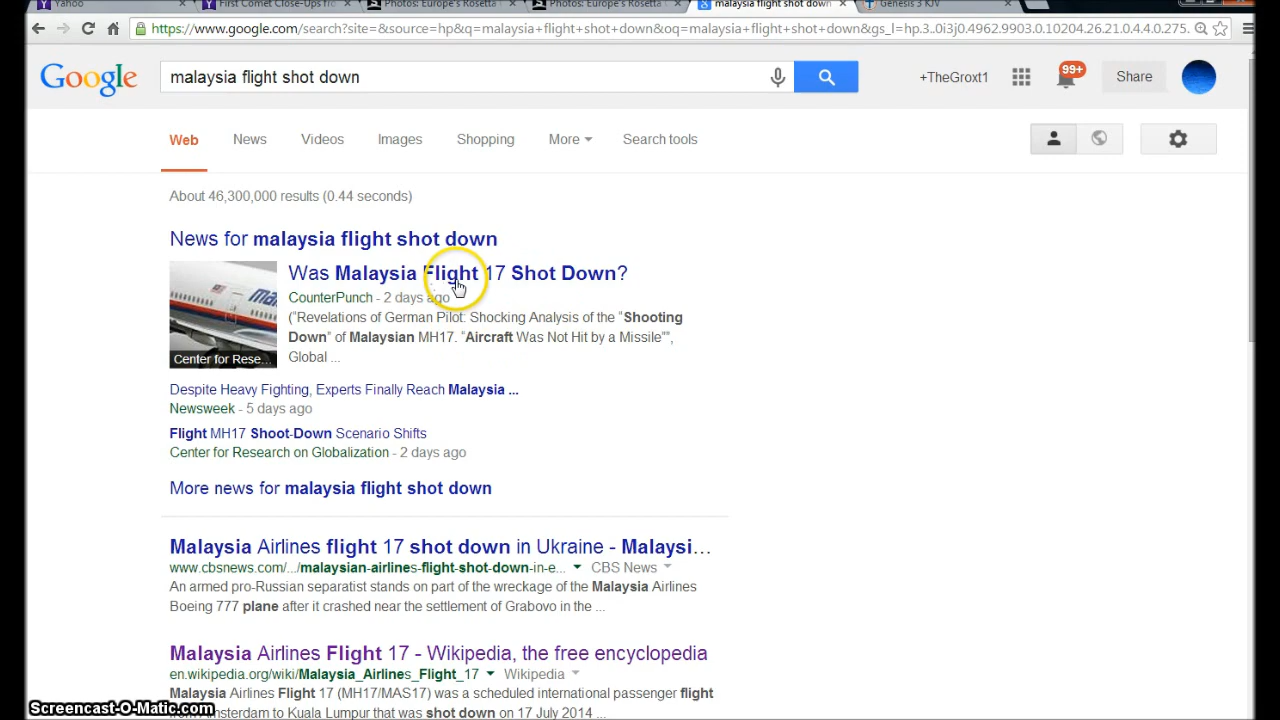 Yahoo
First Comet Close-Ups fro
Photos: Europe's Rosetta C
Photos: Europe's Rosetta C
malaysia flight shot down
Genesis 3 KJV
https://www.google.com/search?site=&source=hp&q=malaysia+flight+shot+down&oq=malaysia+flight+shot+down&gs_l=hp.3..0i3j0.4962.9903.0.10204.26.21.0.4.4.0.275.
Google
malaysia flight shot down
+TheGroxt1
99+
Share
Web
News
Videos
Images
Shopping
More
Search tools
About 46,300,000 results (0.44 seconds)
News for malaysia flight shot down
Was Malaysia Flight 17 Shot Down?
CounterPunch - 2 days ago
("Revelations of German Pilot: Shocking Analysis of the "Shooting
Down" of Malaysian MH17. "Aircraft Was Not Hit by a Missile"",
Global ...
Center for Rese...
Despite Heavy Fighting, Experts Finally Reach Malaysia ...
Newsweek - 5 days ago
Flight MH17 Shoot-Down Scenario Shifts
Center for Research on Globalization - 2 days ago
More news for malaysia flight shot down
Malaysia Airlines flight 17 shot down in Ukraine - Malaysi...
www.cbsnews.com/.../malaysian-airlines-flight-shot-down-in-e... CBS News
An armed pro-Russian separatist stands on part of the wreckage of the Malaysia Airlines
Boeing 777 plane after it crashed near the settlement of Grabovo in the ...
Malaysia Airlines Flight 17 - Wikipedia, the free encyclopedia
en.wikipedia.org/wiki/Malaysia_Airlines_Flight_17 Wikipedia
Malaysia Airlines Flight 17 (MH17/MAS17) was a scheduled international passenger flight
from Amsterdam to Kuala Lumpur that was shot down on 17 July 2014 ...
Screencast-O-Matic.com